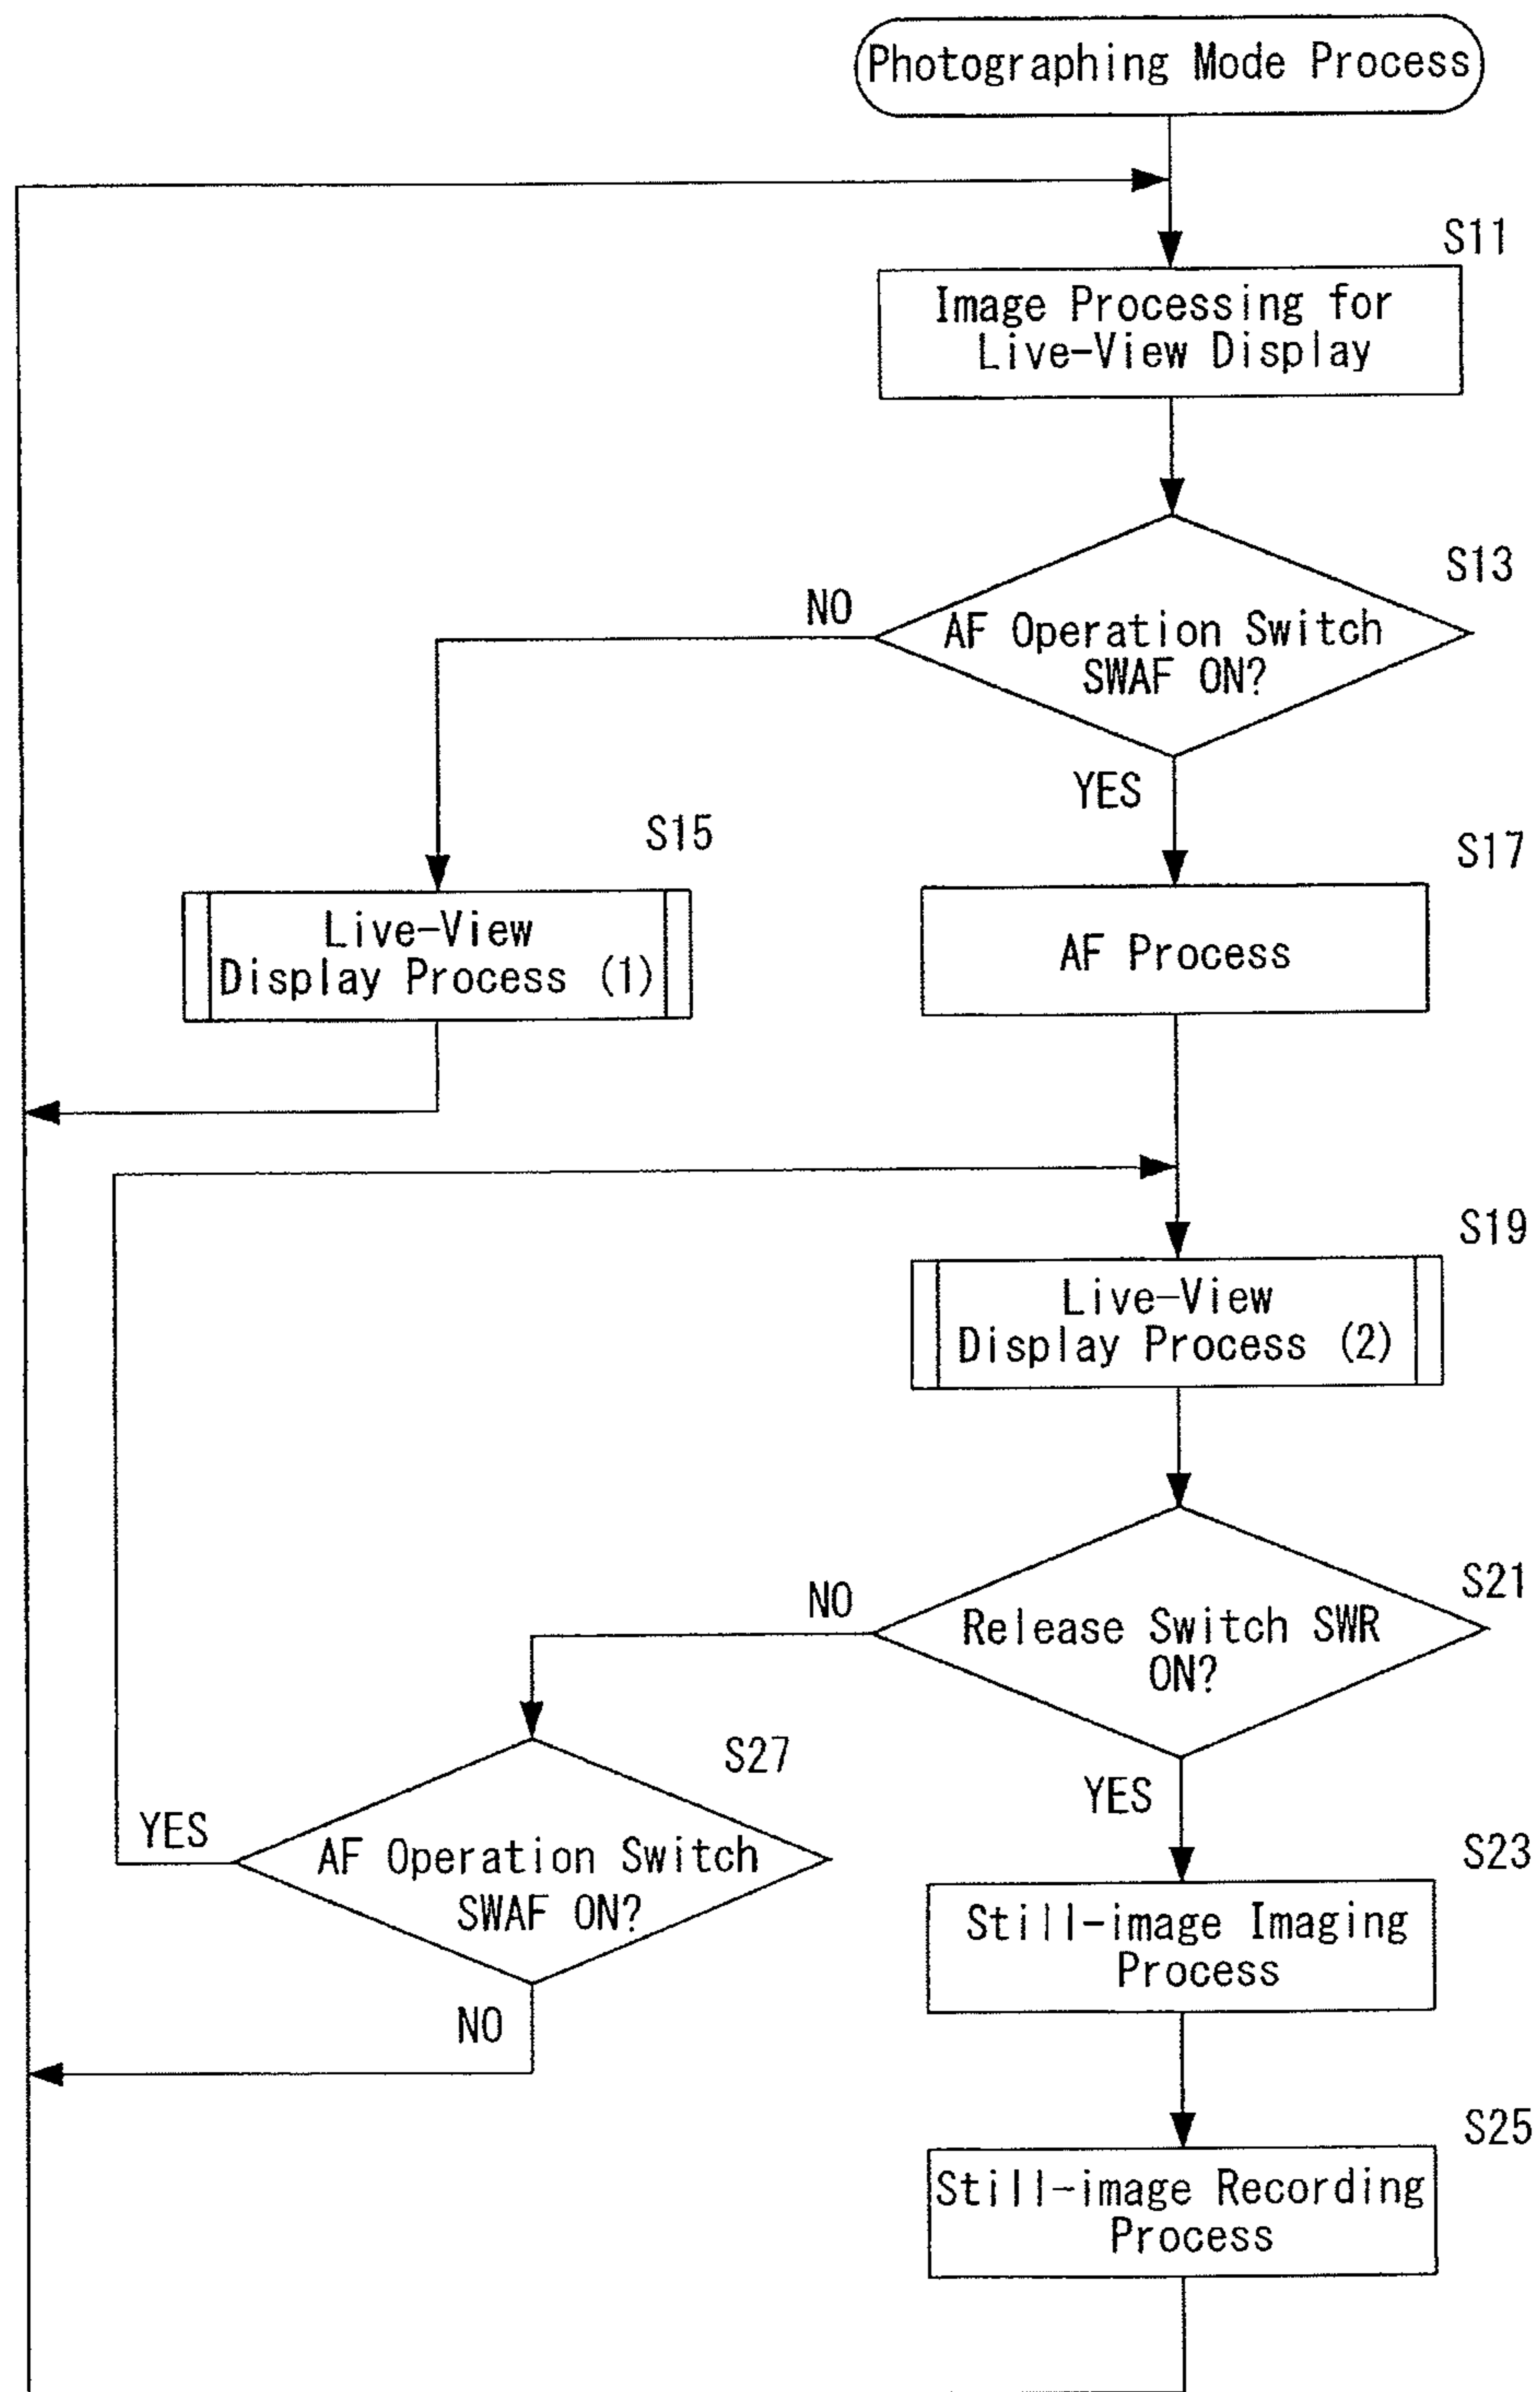 Photographing Mode Process
S11
Image Processing for
Live-View Display
S13
NO
AF Operation Switch
SWAF ON?
YES
S15
S17
Live-View
Display Process (1)
AF Process
S19
Live-View
Display Process (2)
S21
NO
Release Switch SWR
ON?
S27
YES
YES
AF Operation Switch
SWAF ON?
S23
Still-image Imaging
Process
NO
S25
Still-image Recording
Process